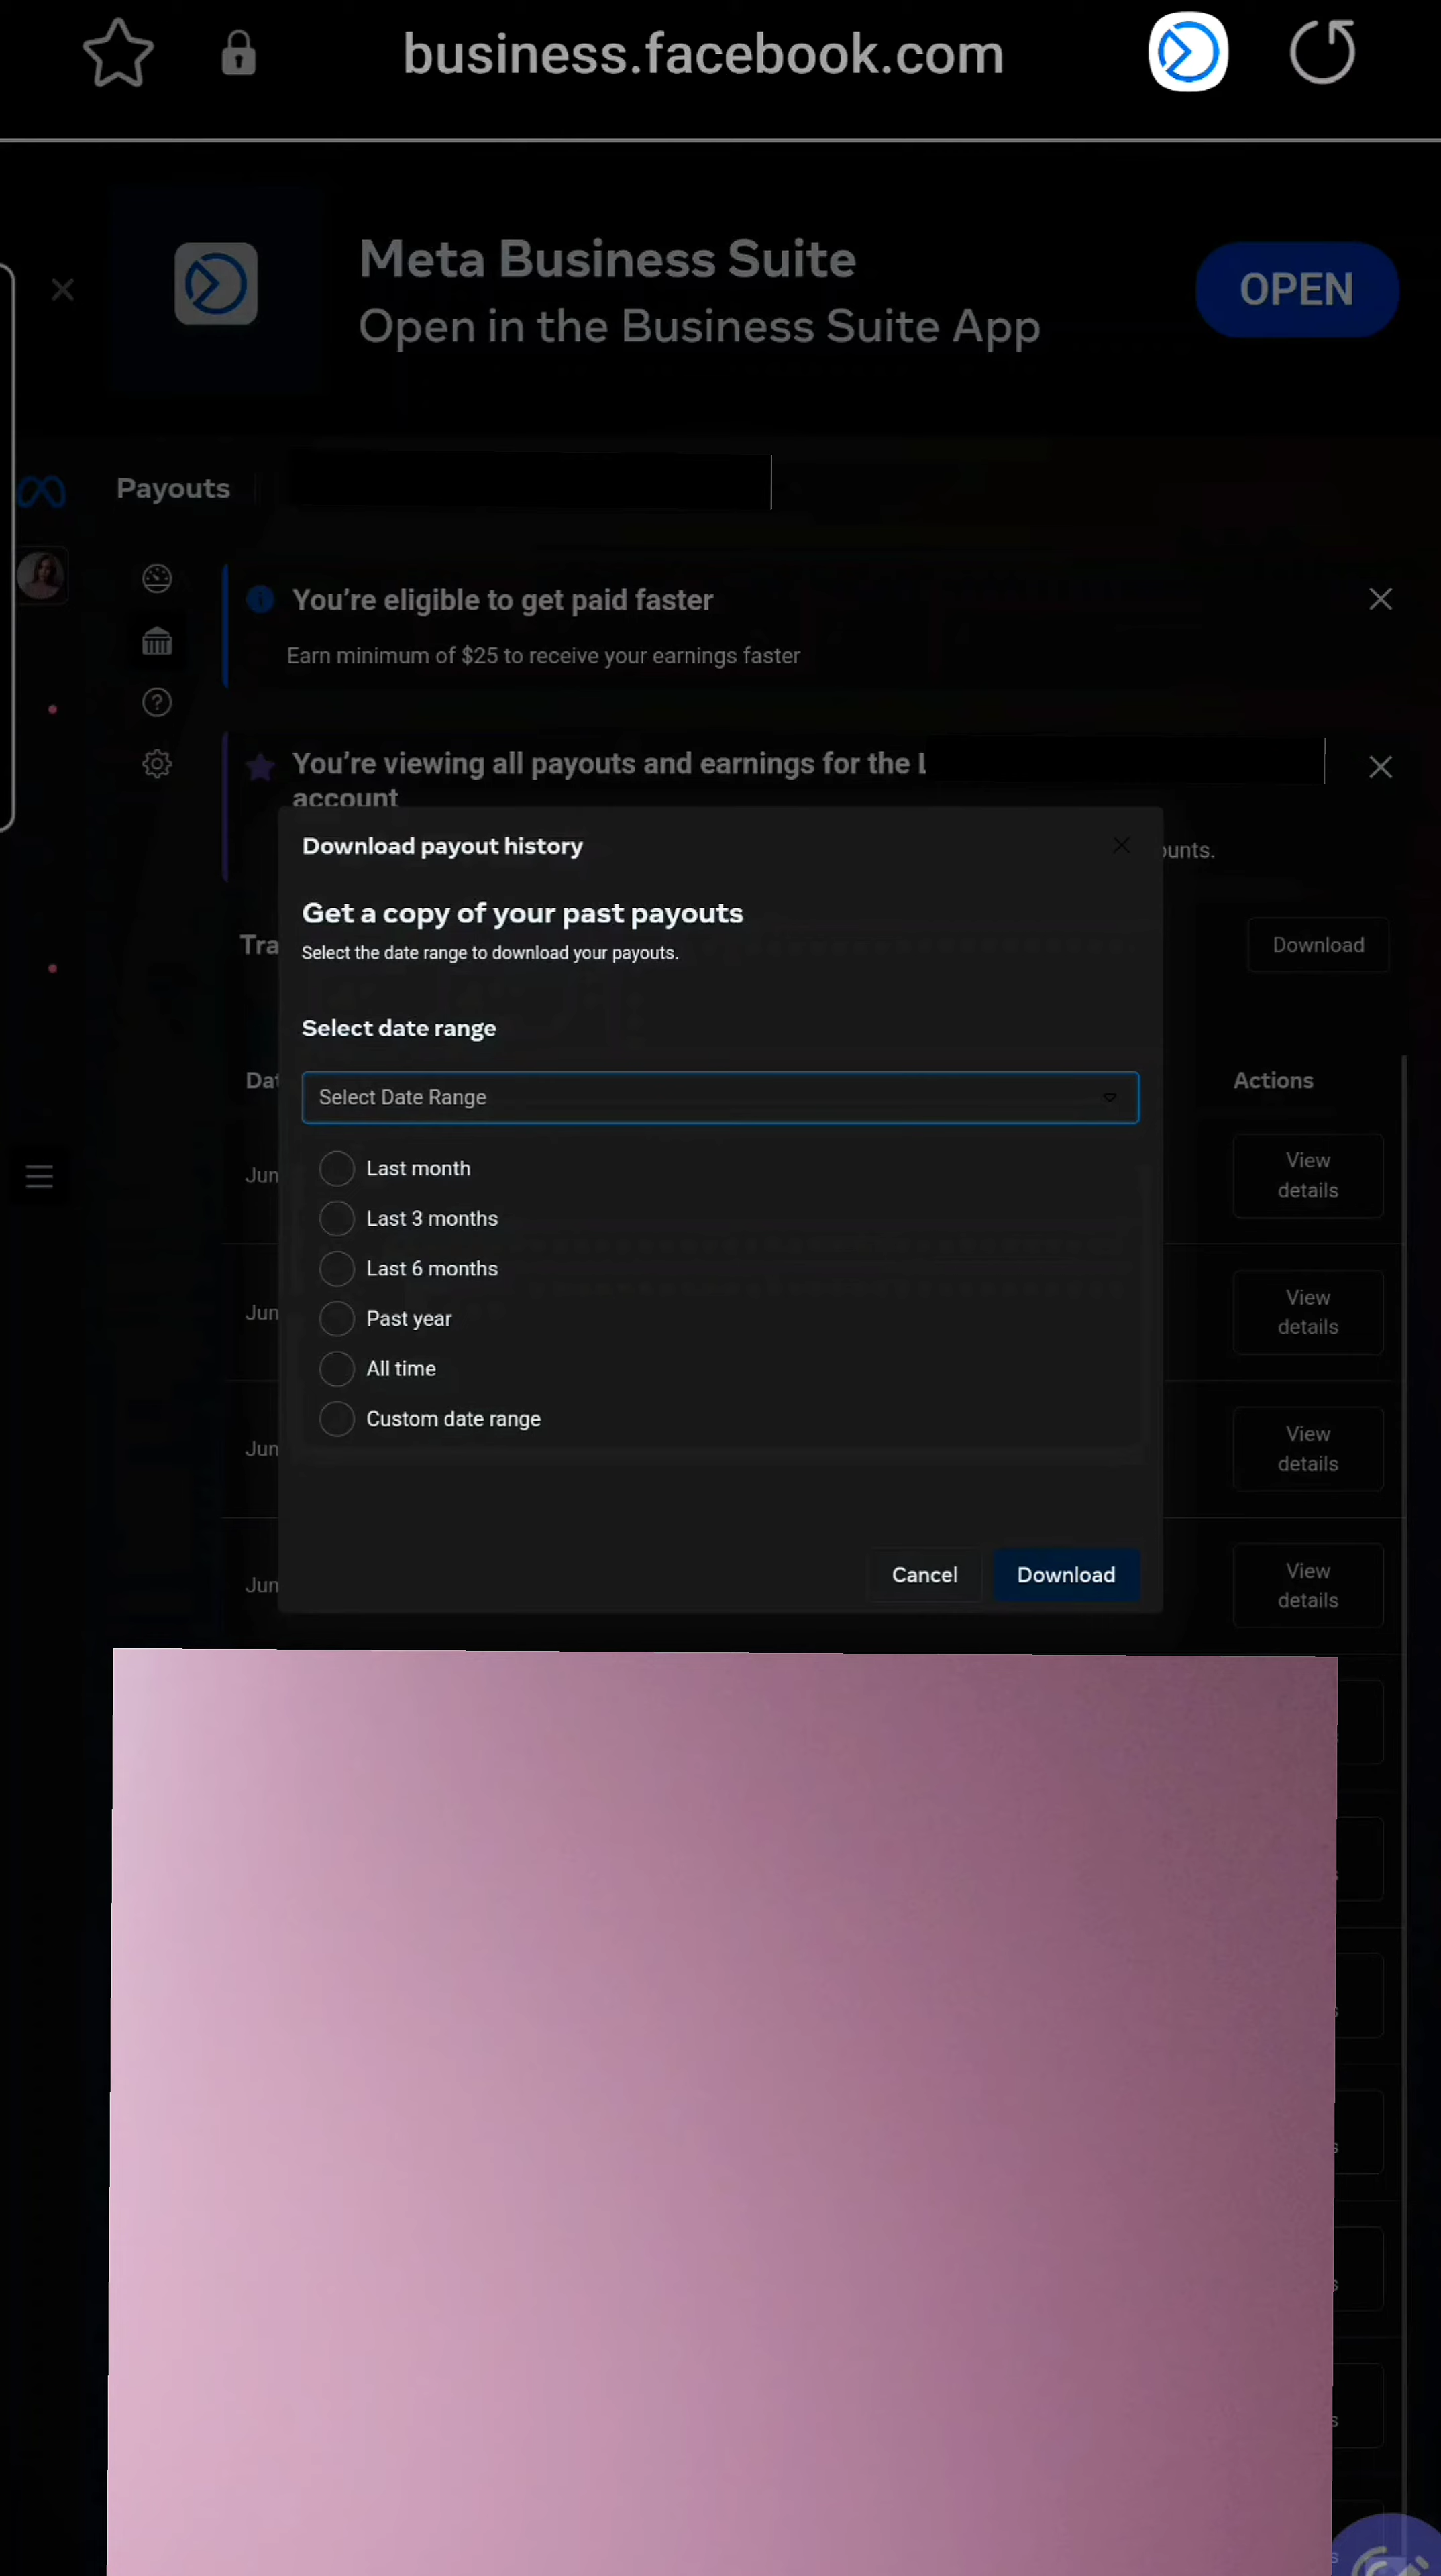 business.facebook.com
Meta Business Suite
Open in the Business Suite App
OPEN
Payouts
You're eligible to get paid faster
Earn minimum of $25 to receive your earnings faster
You're viewing all payouts and earnings for the
account
Download payout history
Get a copy of your past payouts
Select the date range to download your payouts.
Download
Select date range
Actions
Select Date Range
Last month
Last 3 months
Last 6 months
Past year
All time
Custom date range
Jun
View
details
Jun
View
details
Jun
View
details
Jun
View
details
Cancel
Download